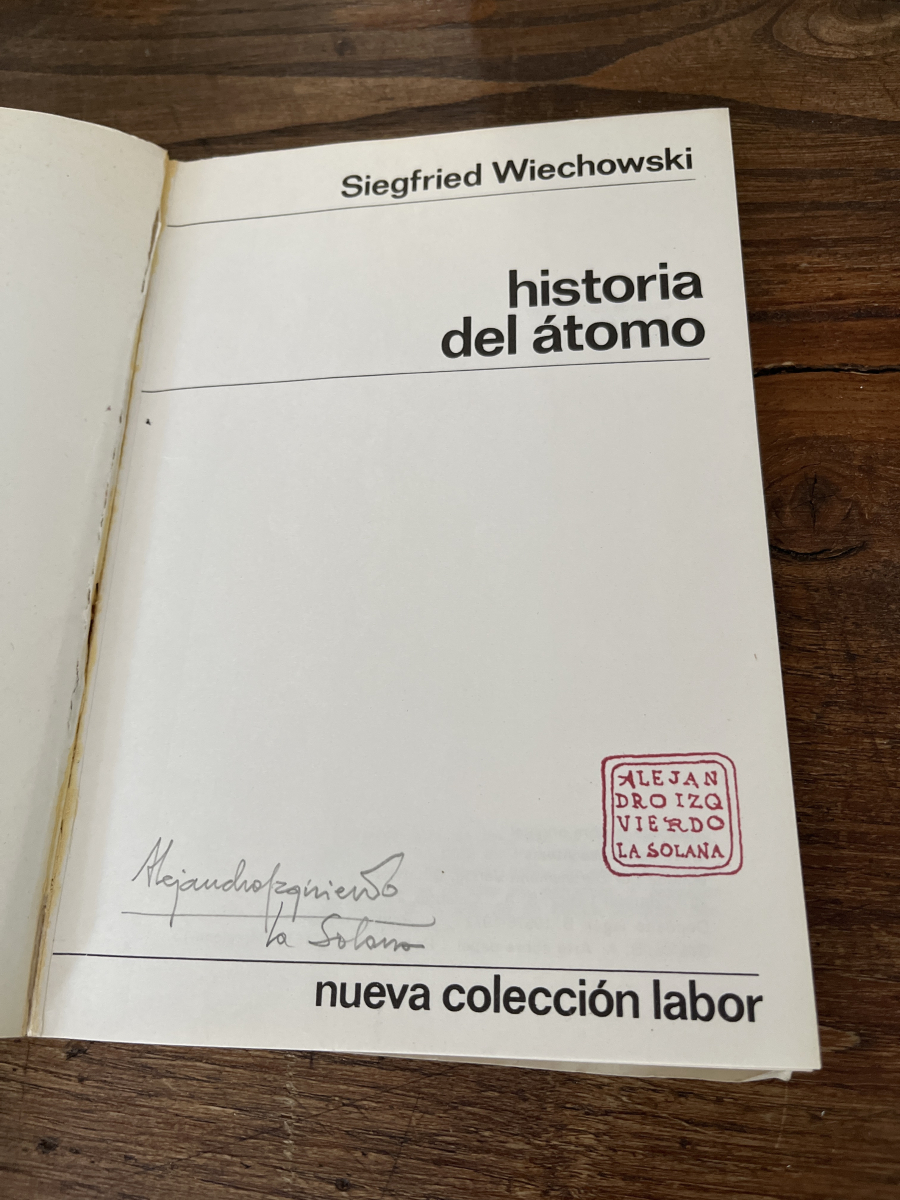 Siegfried Wiechowski
historia
del átomo
ALEJAN
DRO IZQ
VIERDO
LA SOLANA
Alejandro Izquierdo
La Solana
nueva colección labor